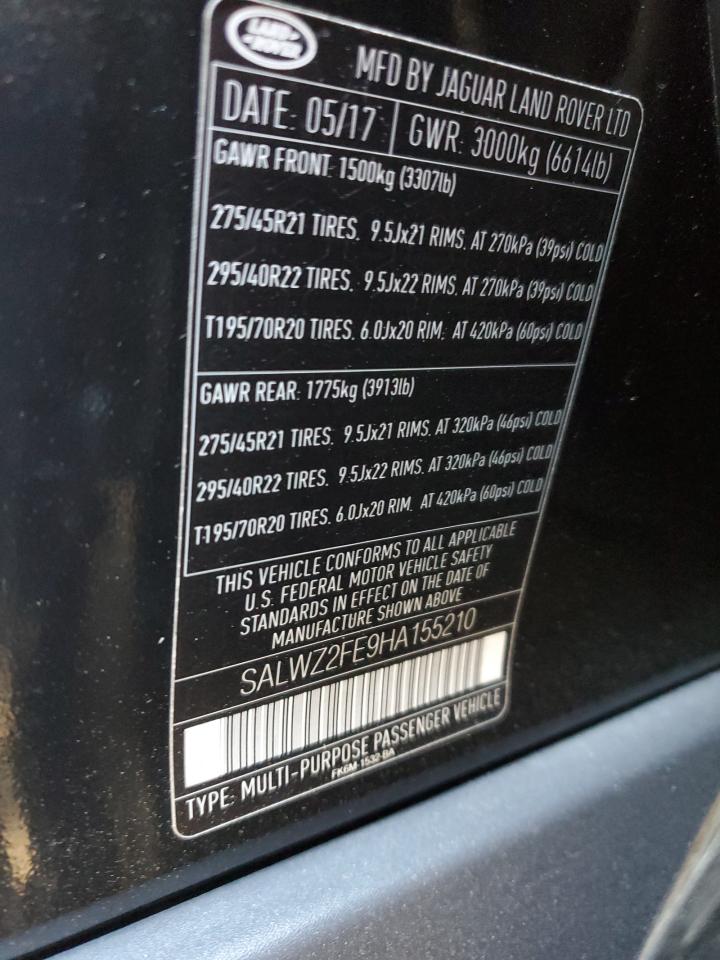 LAND ROVER
MFD BY JAGUAR LAND ROVER LTD
DATE: 05/17 GWR: 3000kg (6614lb)
GAWR FRONT: 1500kg (3307lb)
275/45R21 TIRES, 9.5Jx21 RIMS, AT 270kPa (39psi) COLD
295/40R22 TIRES, 9.5Jx22 RIMS, AT 270kPa (39psi) COLD
T195/70R20 TIRES, 6.0Jx20 RIM, AT 420kPa (60psi) COLD
GAWR REAR: 1775kg (3913lb)
275/45R21 TIRES, 9.5Jx21 RIMS, AT 320kPa (46psi) COLD
295/40R22 TIRES, 9.5Jx22 RIMS, AT 320kPa (46psi) COLD
T195/70R20 TIRES, 6.0Jx20 RIM, AT 420kPa (60psi) COLD
THIS VEHICLE CONFORMS TO ALL APPLICABLE
U.S. FEDERAL MOTOR VEHICLE SAFETY
STANDARDS IN EFFECT ON THE DATE OF
MANUFACTURE SHOWN ABOVE
SALWZ2FE9HA155210
TYPE: MULTI-PURPOSE PASSENGER VEHICLE
FK6M-1532-BA